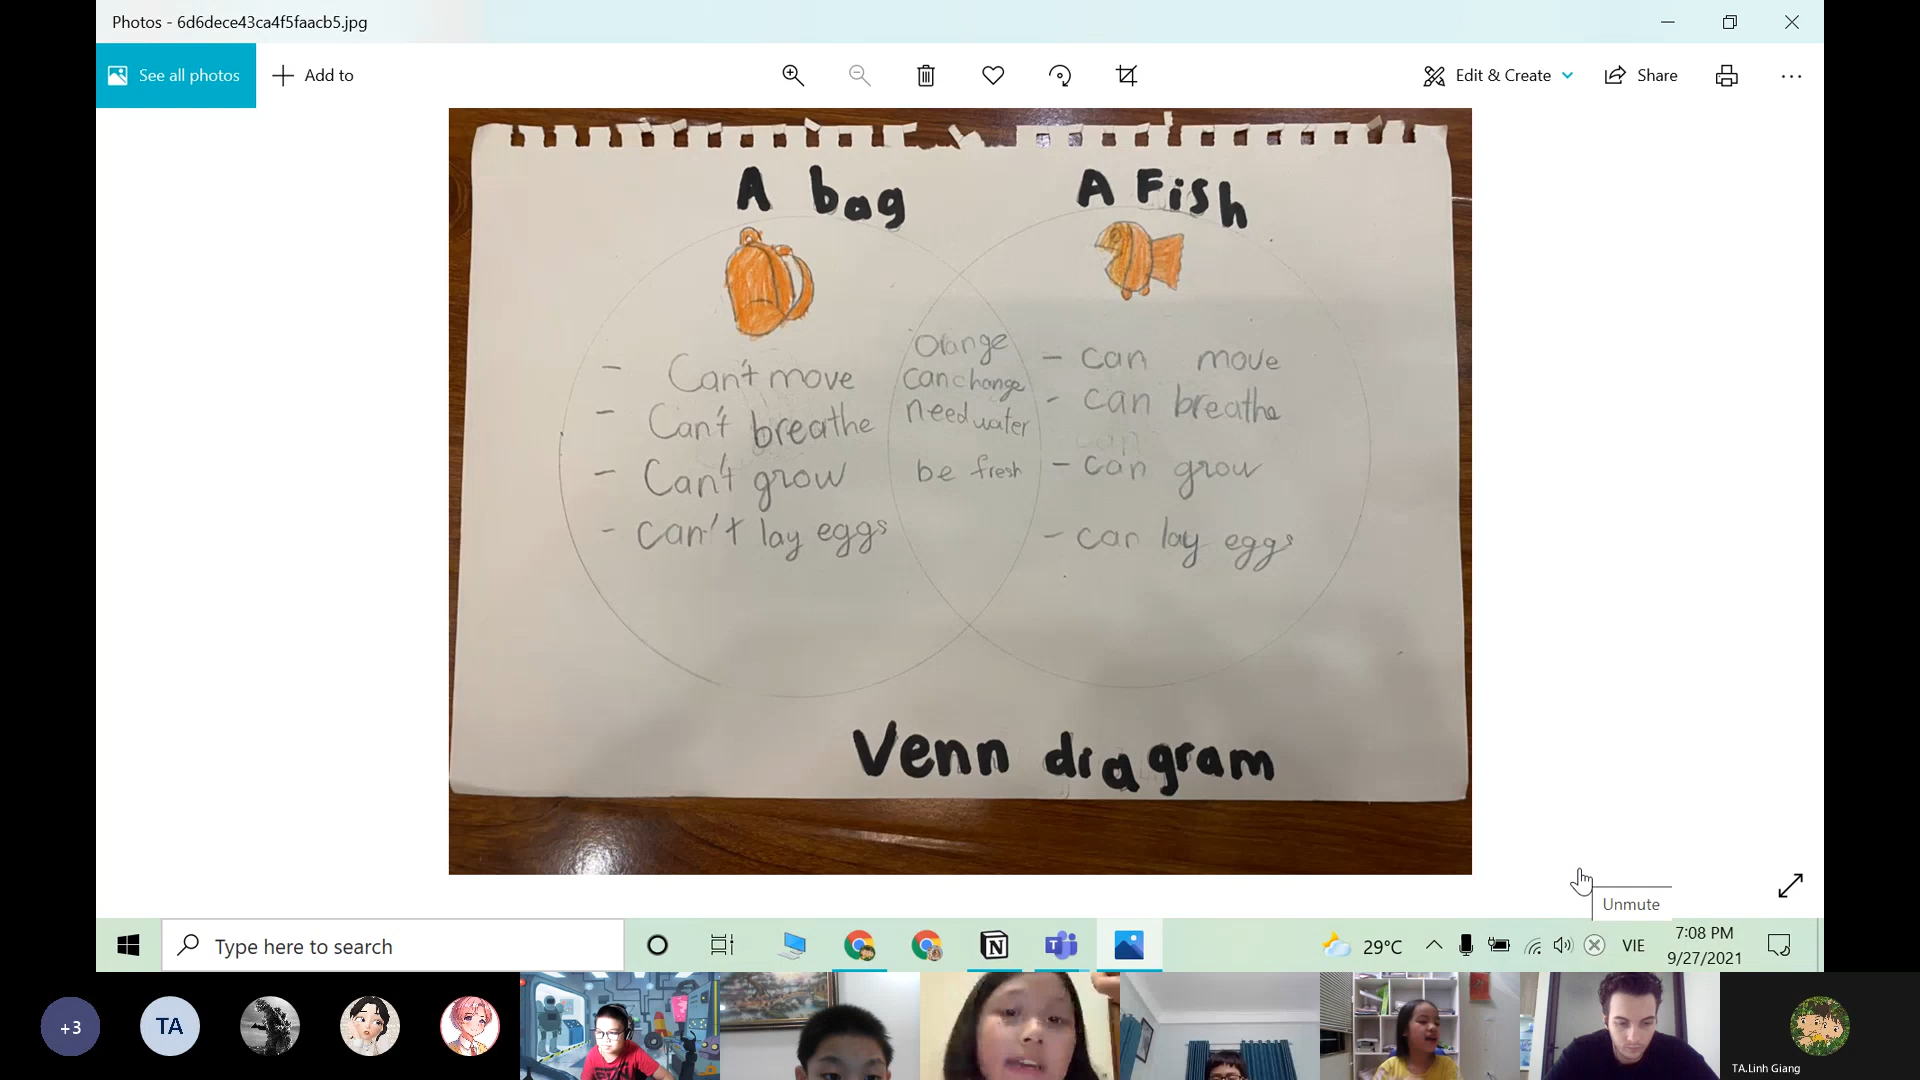 Photos - 6d6dece43ca4f5faacb5.jpg
See all photos
Add to
Edit & Create
Share
A bag
A Fish
Orange
can change
need water
be fresh
- Can't move
- Can't breathe
- Can't grow
- can't lay eggs
- can move
- can breathe
- can grow
- can lay eggs
Venn diagram
Unmute
Type here to search
29°C
VIE
7:08 PM
9/27/2021
+3
TA
TA.Linh Giang